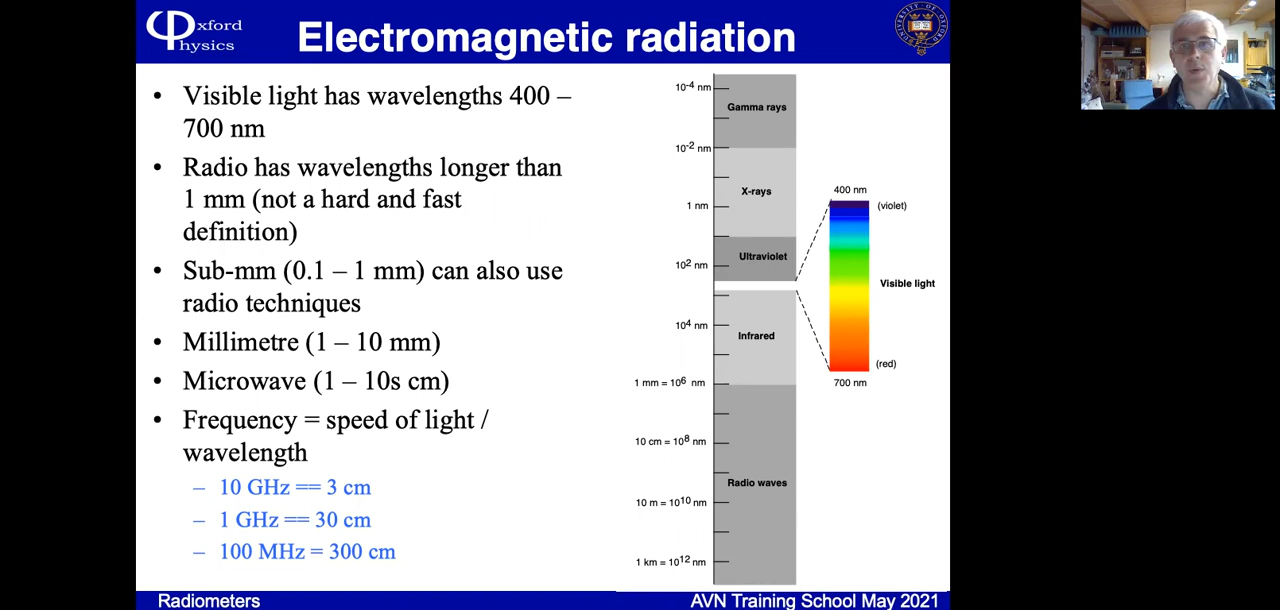 Oxford
Physics
Electromagnetic radiation
UNIVERSITY OF OXFORD
• Visible light has wavelengths 400 –
700 nm
• Radio has wavelengths longer than
1 mm (not a hard and fast
definition)
• Sub-mm (0.1 – 1 mm) can also use
radio techniques
• Millimetre (1 – 10 mm)
• Microwave (1 – 10s cm)
• Frequency = speed of light /
wavelength
– 10 GHz == 3 cm
– 1 GHz == 30 cm
– 100 MHz = 300 cm
10⁻⁴ nm
Gamma rays
10⁻² nm
X-rays
1 nm
Ultraviolet
10² nm
10⁴ nm
Infrared
1 mm = 10⁶ nm
10 cm = 10⁸ nm
Radio waves
10 m = 10¹⁰ nm
1 km = 10¹² nm
400 nm
(violet)
Visible light
(red)
700 nm
Radiometers
AVN Training School May 2021